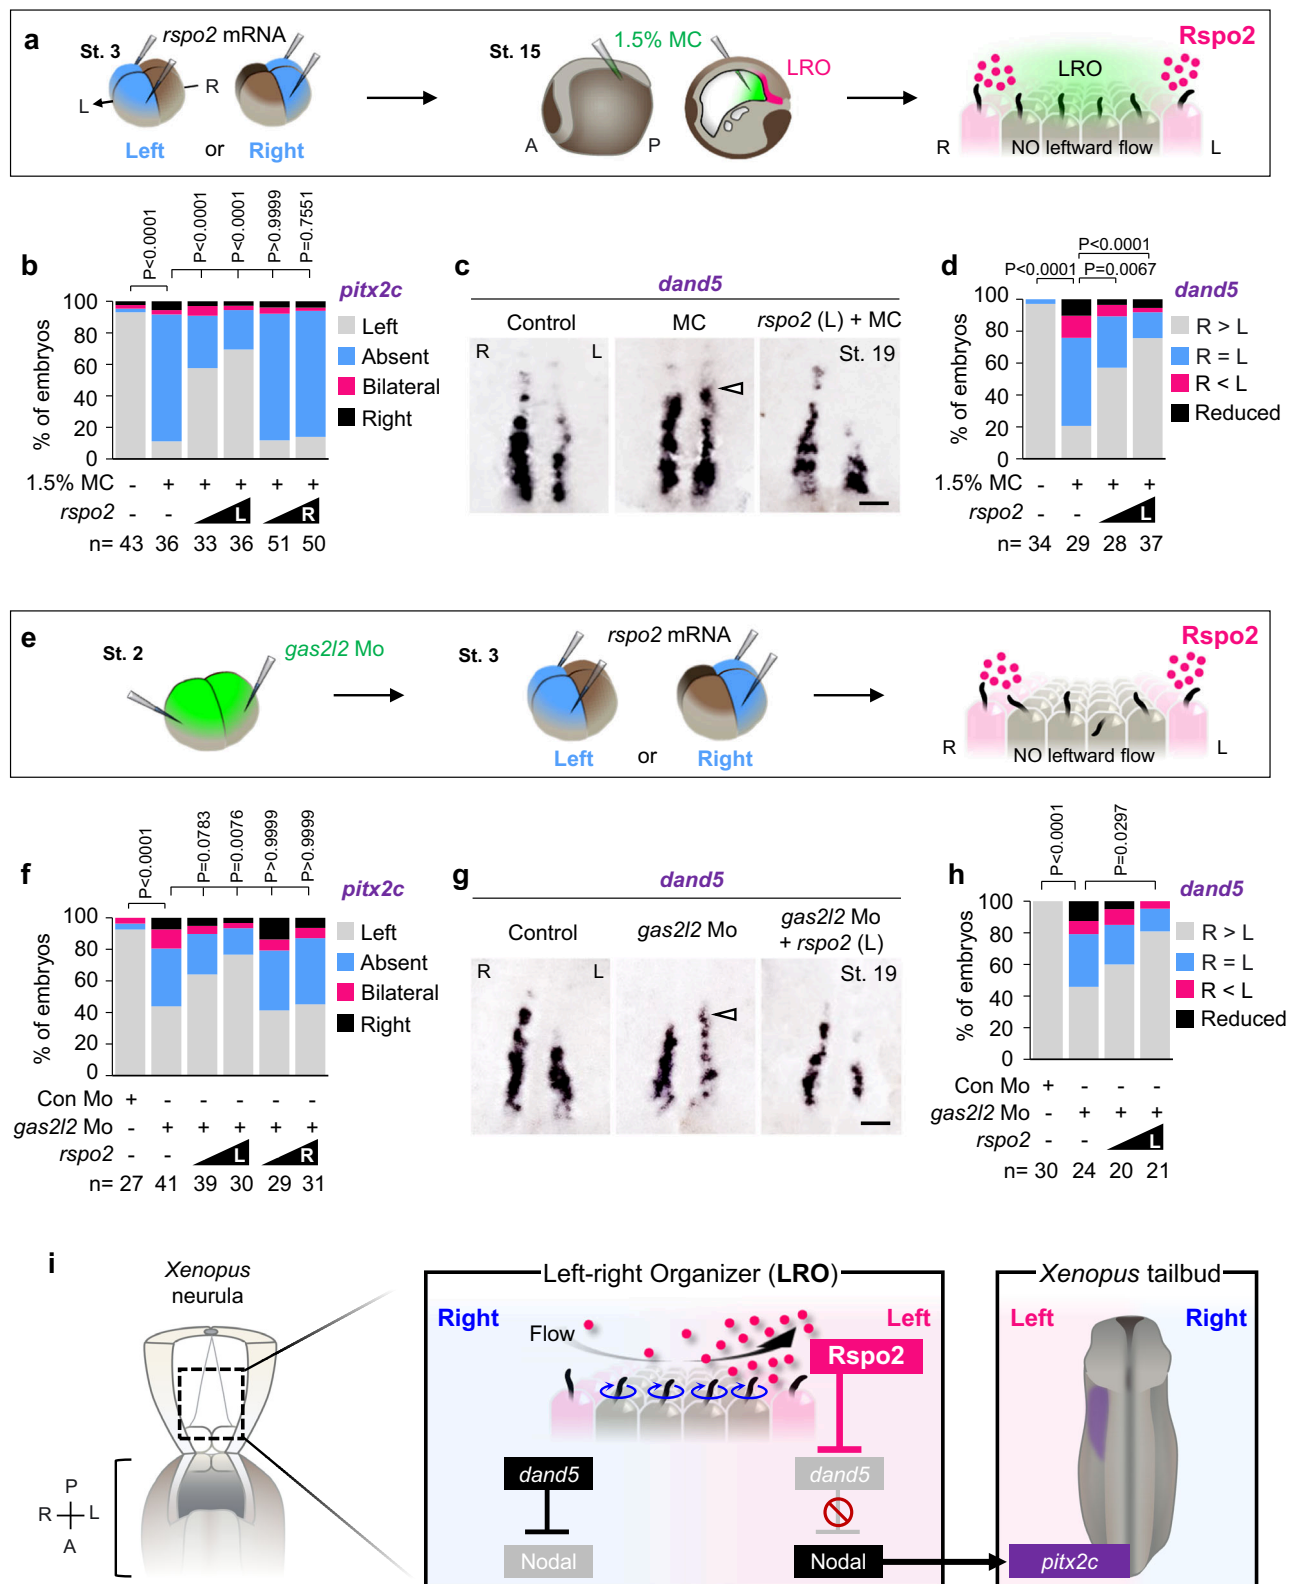 a
St. 3
rspo2 mRNA
L
R
Left or Right
St. 15
1.5% MC
LRO
A
P
Rspo2
LRO
R
NO leftward flow
L
b
P<0.0001
P<0.0001
P<0.0001
P>0.9999
P=0.7551
pitx2c
% of embryos
100
80
60
40
20
0
Left
Absent
Bilateral
Right
1.5% MC - + + + + +
rspo2 - - L R
n= 43 36 33 36 51 50
c
dand5
Control
MC
rspo2 (L) + MC
R L
St. 19
d
P<0.0001
P<0.0001 P=0.0067
dand5
% of embryos
100
80
60
40
20
0
R > L
R = L
R < L
Reduced
1.5% MC - + + +
rspo2 - - L
n= 34 29 28 37
e
St. 2
gas2l2 Mo
St. 3
rspo2 mRNA
Left or Right
Rspo2
R
NO leftward flow
L
f
P<0.0001
P=0.0783
P=0.0076
P>0.9999
P>0.9999
pitx2c
% of embryos
100
80
60
40
20
0
Left
Absent
Bilateral
Right
Con Mo + - - - - -
gas2l2 Mo - + + + + +
rspo2 - - L R
n= 27 41 39 30 29 31
g
dand5
Control
gas2l2 Mo
gas2l2 Mo
+ rspo2 (L)
R L
St. 19
h
P<0.0001
P=0.0297
dand5
% of embryos
100
80
60
40
20
0
R > L
R = L
R < L
Reduced
Con Mo + - - -
gas2l2 Mo - + + +
rspo2 - - L
n= 30 24 20 21
i
Xenopus
neurula
P
R L
A
Left-right Organizer (LRO)
Right
Left
Flow
Rspo2
dand5
dand5
Nodal
Nodal
Xenopus tailbud
Left
Right
pitx2c